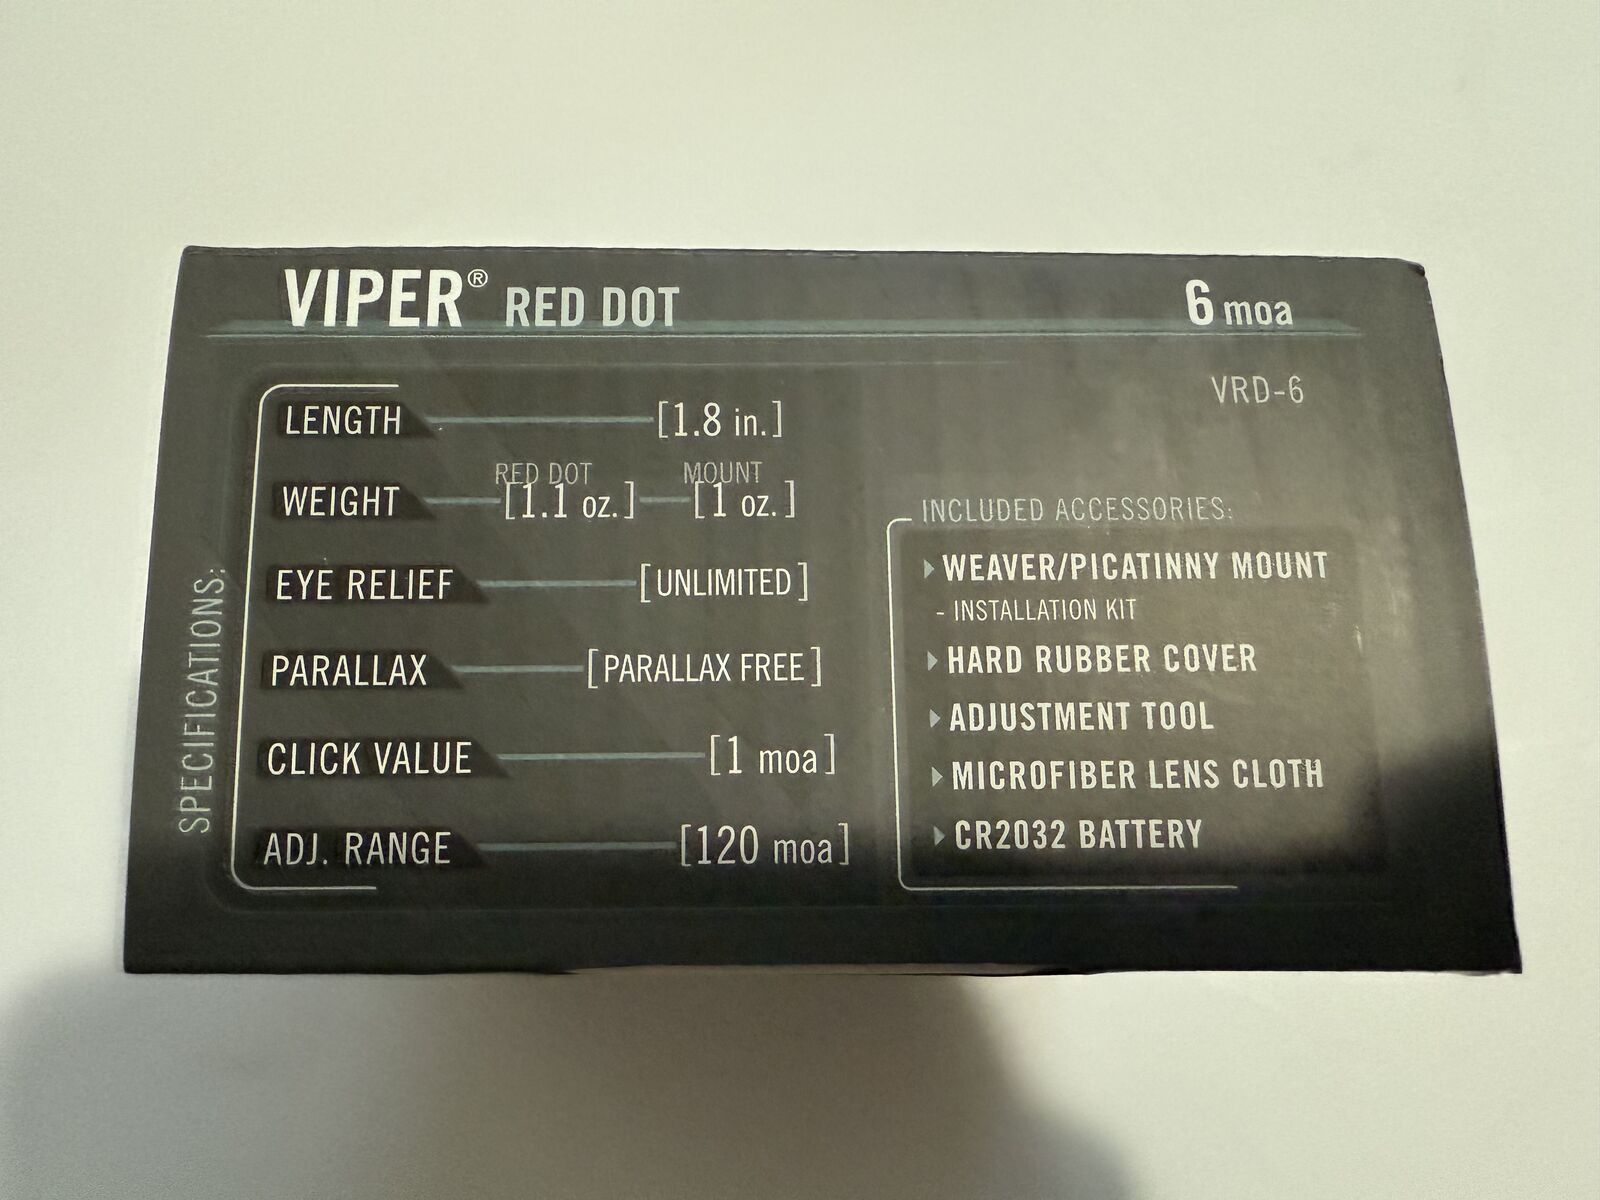 VIPER® RED DOT
6 moa
VRD-6
SPECIFICATIONS:
LENGTH [1.8 in.]
RED DOT MOUNT
WEIGHT [1.1 oz.] [1 oz.]
EYE RELIEF [UNLIMITED]
PARALLAX [PARALLAX FREE]
CLICK VALUE [1 moa]
ADJ. RANGE [120 moa]
INCLUDED ACCESSORIES:
WEAVER/PICATINNY MOUNT
- INSTALLATION KIT
HARD RUBBER COVER
ADJUSTMENT TOOL
MICROFIBER LENS CLOTH
CR2032 BATTERY